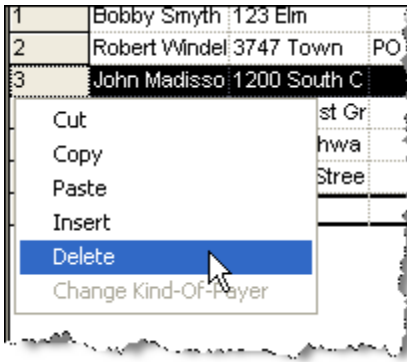 1 Bobby Smyth 123 Elm
2 Robert Windel 3747 Town PO
3 John Madisso 1200 South C
st Gr
hwa
Stree
Cut
Copy
Paste
Insert
Delete
Change Kind-Of-Payer